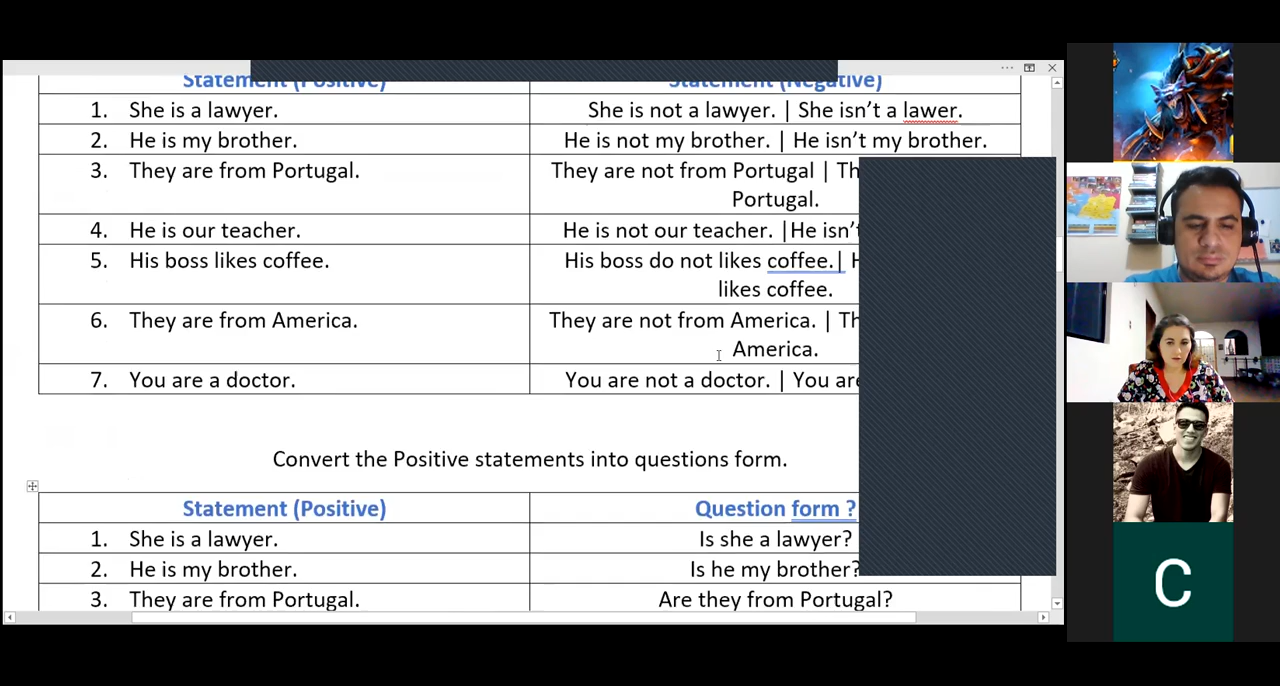 Statement (Positive) Statement (Negative)
1. She is a lawyer. She is not a lawyer. | She isn’t a lawer.
2. He is my brother. He is not my brother. | He isn’t my brother.
3. They are from Portugal. They are not from Portugal | Th
Portugal.
4. He is our teacher. He is not our teacher. |He isn’t
5. His boss likes coffee. His boss do not likes coffee.| H
likes coffee.
6. They are from America. They are not from America. | Th
America.
7. You are a doctor. You are not a doctor. | You are
Convert the Positive statements into questions form.
Statement (Positive) Question form ?
1. She is a lawyer. Is she a lawyer?
2. He is my brother. Is he my brother?
3. They are from Portugal. Are they from Portugal?
C